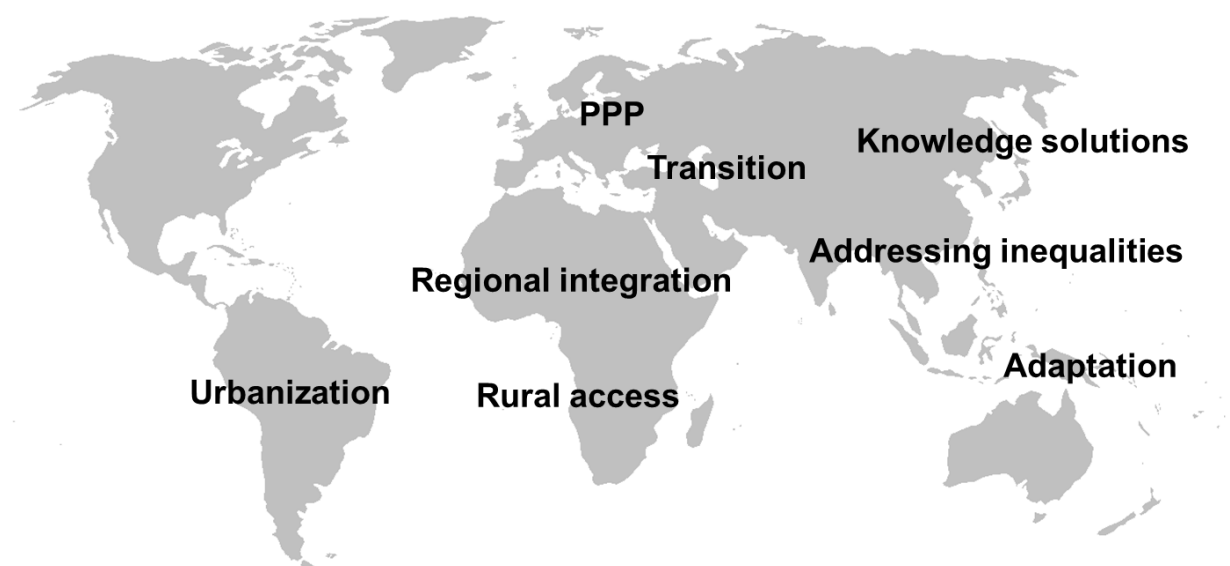 PPP
Knowledge solutions
Transition
Addressing inequalities
Regional integration
Adaptation
Urbanization
Rural access